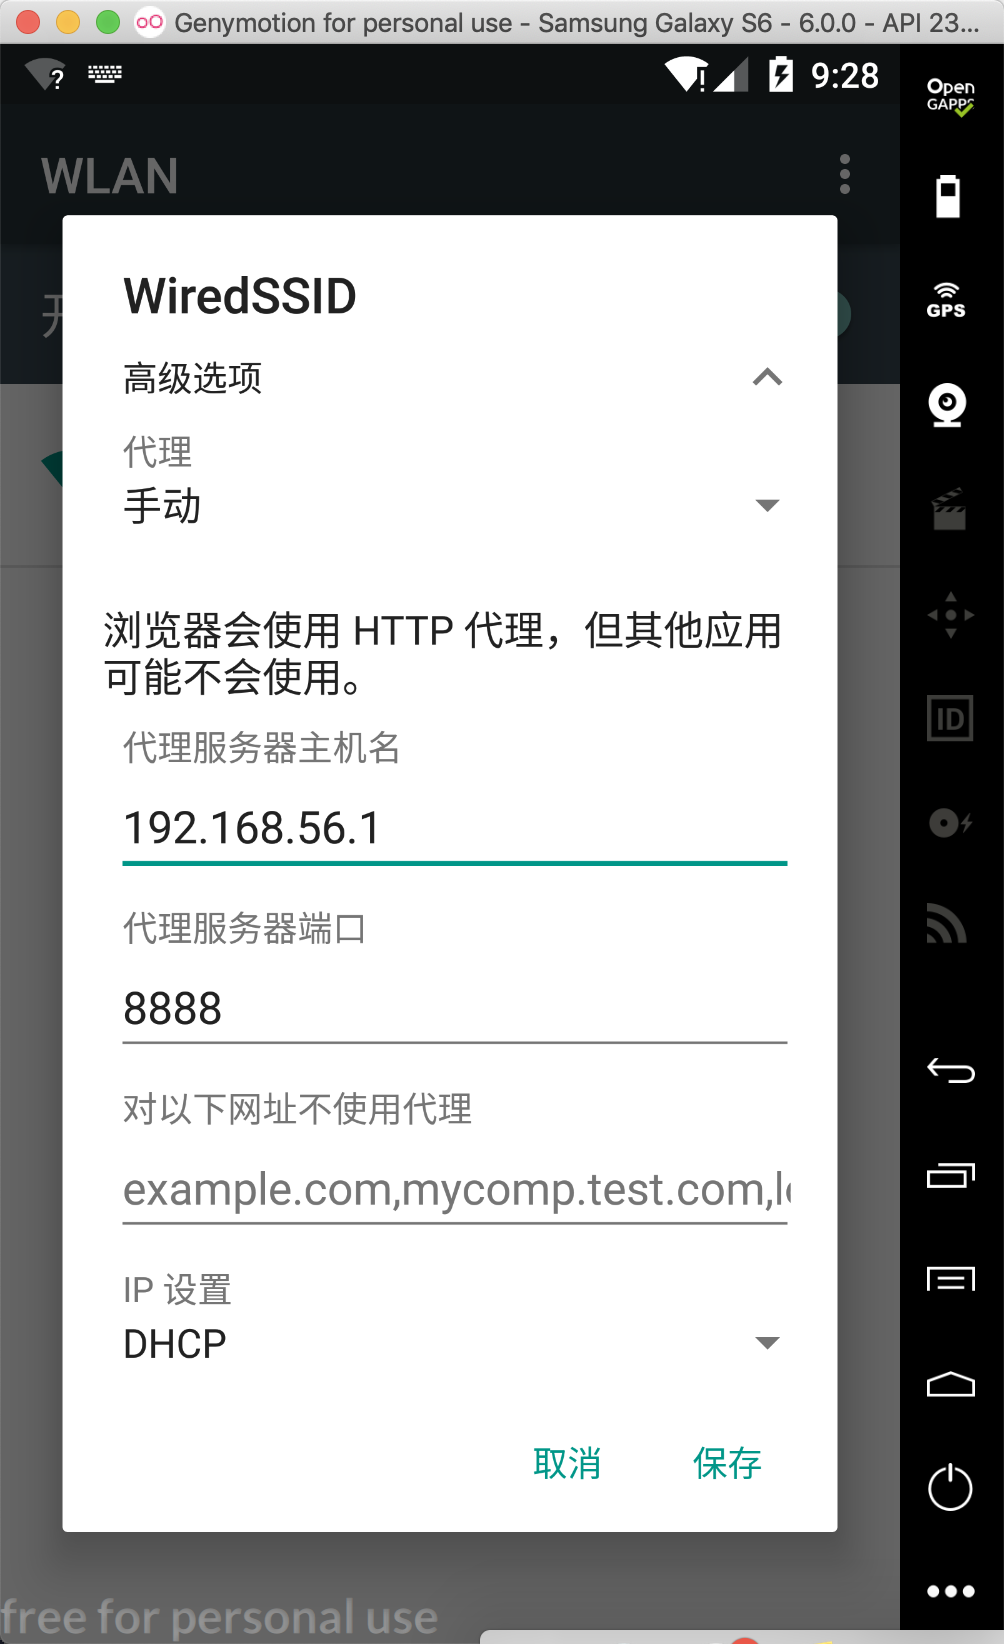 Genymotion for personal use - Samsung Galaxy S6 - 6.0.0 - API 23...
9:28
Open
GAPPS
WLAN
WiredSSID
高级选项
GPS
代理
手动
浏览器会使用 HTTP 代理，但其他应用
可能不会使用。
ID
代理服务器主机名
192.168.56.1
代理服务器端口
8888
对以下网址不使用代理
example.com,mycomp.test.com,
IP 设置
DHCP
取消 保存
free for personal use